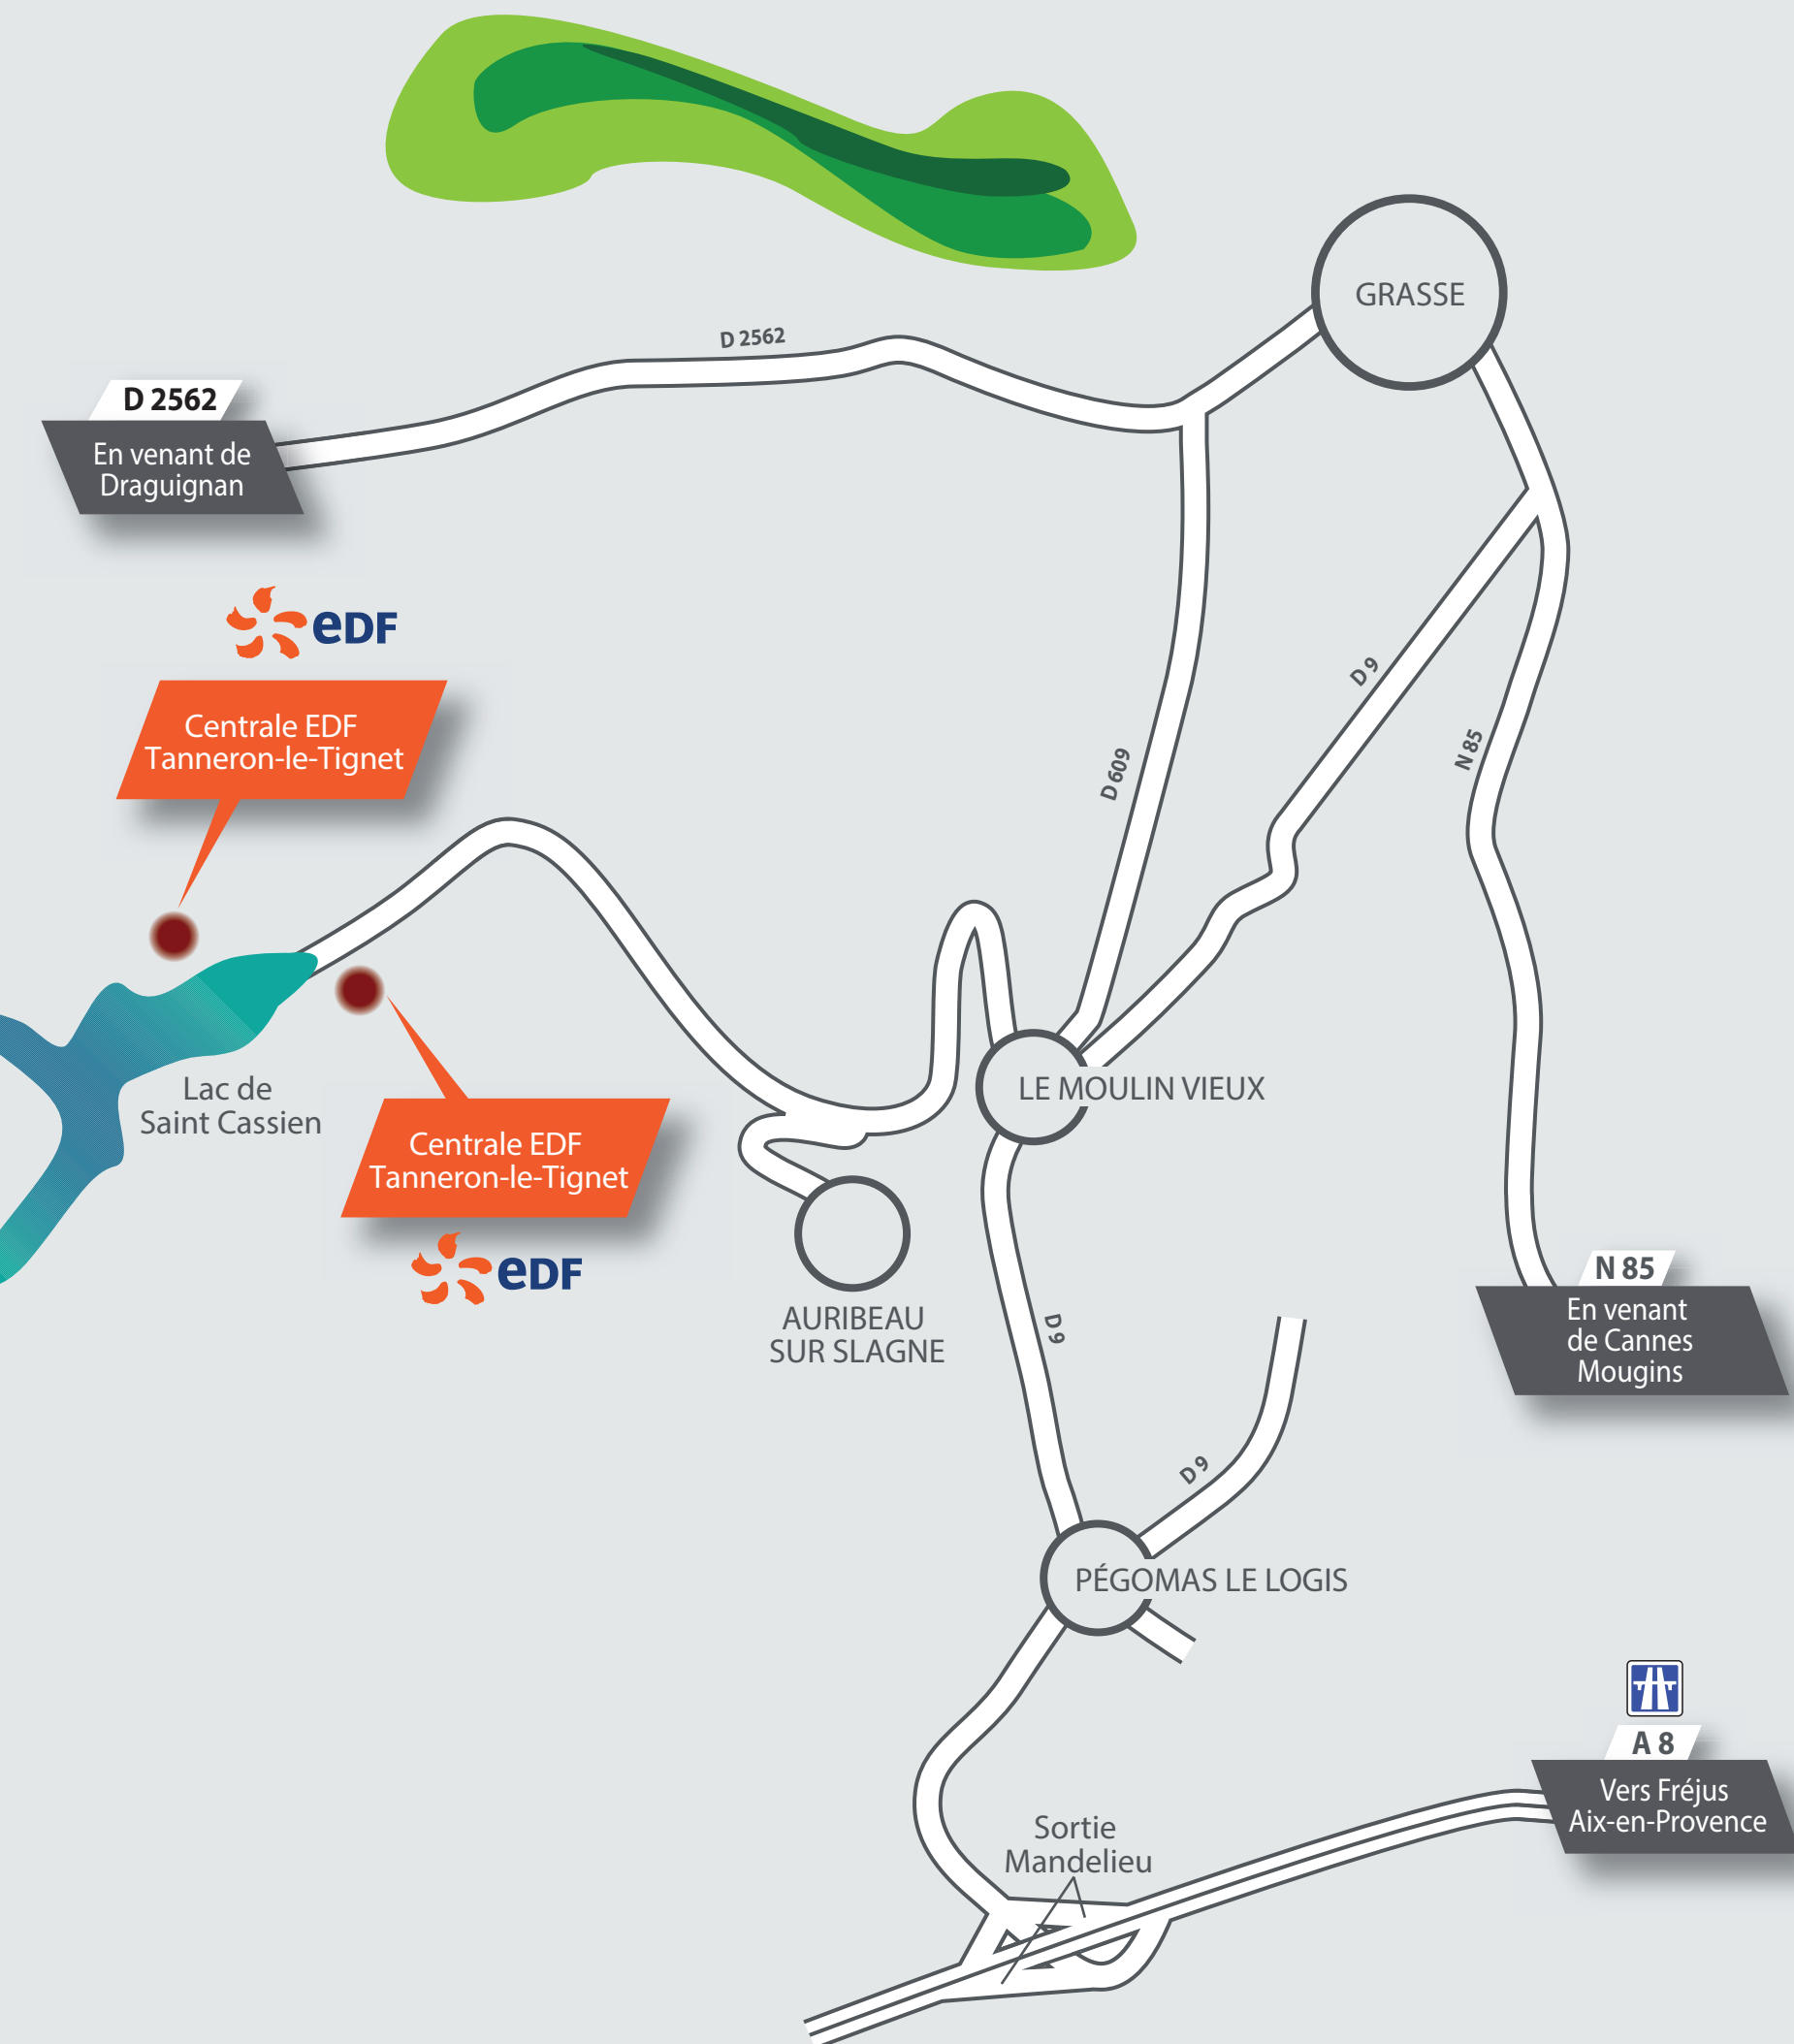 GRASSE
D 2562
D 2562
En venant de
Draguignan
eDF
Centrale EDF
Tanneron-le-Tignet
D 9
N 85
D 609
Lac de
Saint Cassien
LE MOULIN VIEUX
Centrale EDF
Tanneron-le-Tignet
eDF
AURIBEAU
SUR SLAGNE
D 9
N 85
En venant
de Cannes
Mougins
D 9
PÉGOMAS LE LOGIS
A 8
Vers Fréjus
Aix-en-Provence
Sortie
Mandelieu